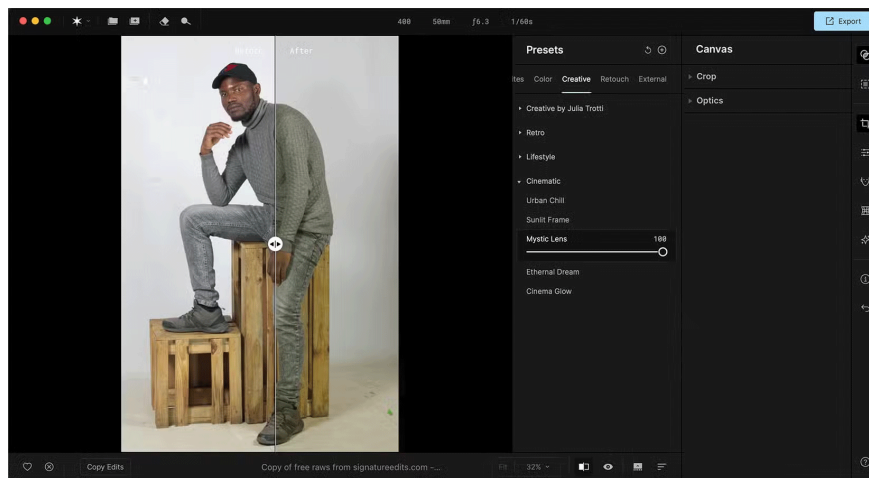 400 50mm ƒ6.3 1/60s
Export
Before After
Presets
Canvas
ites Color Creative Retouch External
Crop
Optics
Creative by Julia Trotti
Retro
Lifestyle
Cinematic
Urban Chill
Sunlit Frame
Mystic Lens 100
Ethernal Dream
Cinema Glow
Copy Edits
Copy of free raws from signatureedits.com -...
Fit 32%